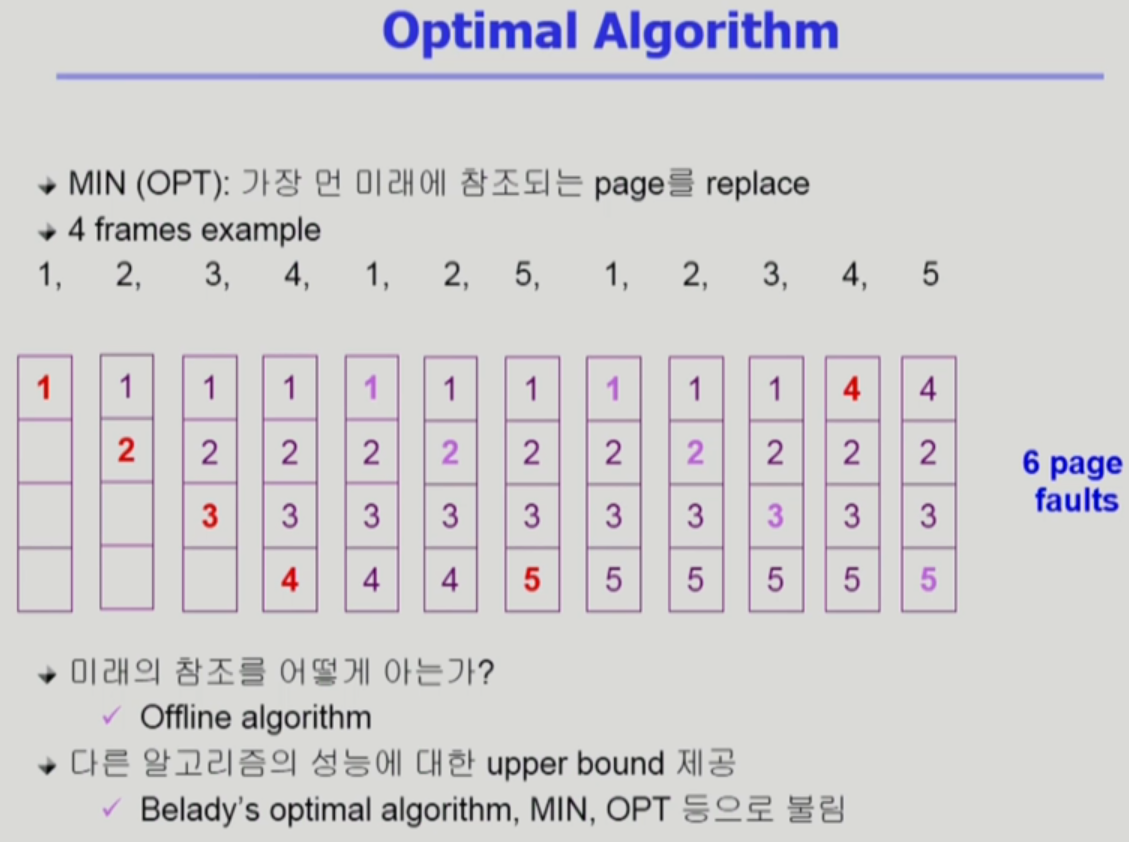 Optimal Algorithm
MIN (OPT): 가장 먼 미래에 참조되는 page를 replace
4 frames example
1, 2, 3, 4, 1, 2, 5, 1, 2, 3, 4, 5
1 1 1 1 1 1 1 1 1 1 4 4
2 2 2 2 2 2 2 2 2 2 2
3 3 3 3 3 3 3 3 3 3
4 4 4 5 5 5 5 5 5
6 page
faults
미래의 참조를 어떻게 아는가?
Offline algorithm
다른 알고리즘의 성능에 대한 upper bound 제공
Belady's optimal algorithm, MIN, OPT 등으로 불림